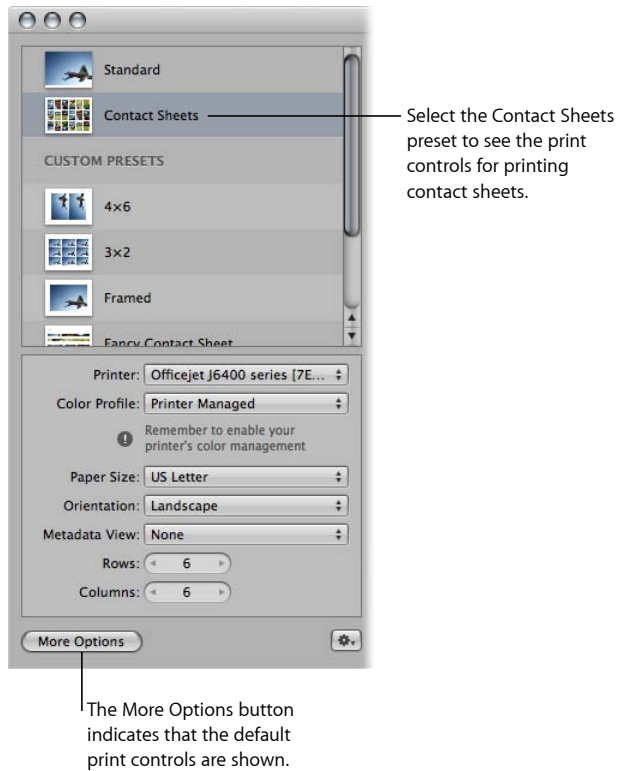 Standard
Contact Sheets
CUSTOM PRESETS
4×6
3×2
Framed
Fancy Contact Sheet
Printer: Officejet J6400 series [7E...
Color Profile: Printer Managed
Remember to enable your
printer's color management
Paper Size: US Letter
Orientation: Landscape
Metadata View: None
Rows: 6
Columns: 6
More Options
Select the Contact Sheets
preset to see the print
controls for printing
contact sheets.
The More Options button
indicates that the default
print controls are shown.